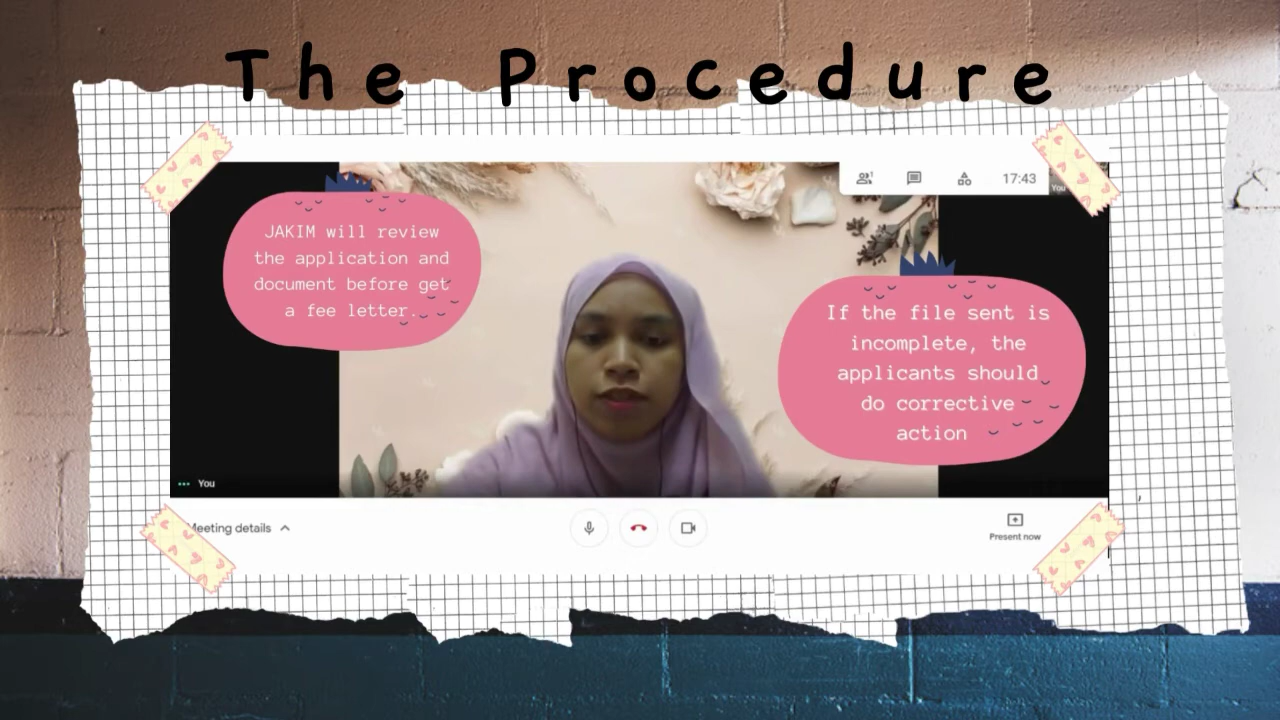 The Procedure
JAKIM will review
the application and
document before get
a fee letter.
If the file sent is
incomplete, the
applicants should
do corrective
action
1
17:43
You
You
Meeting details
Present now